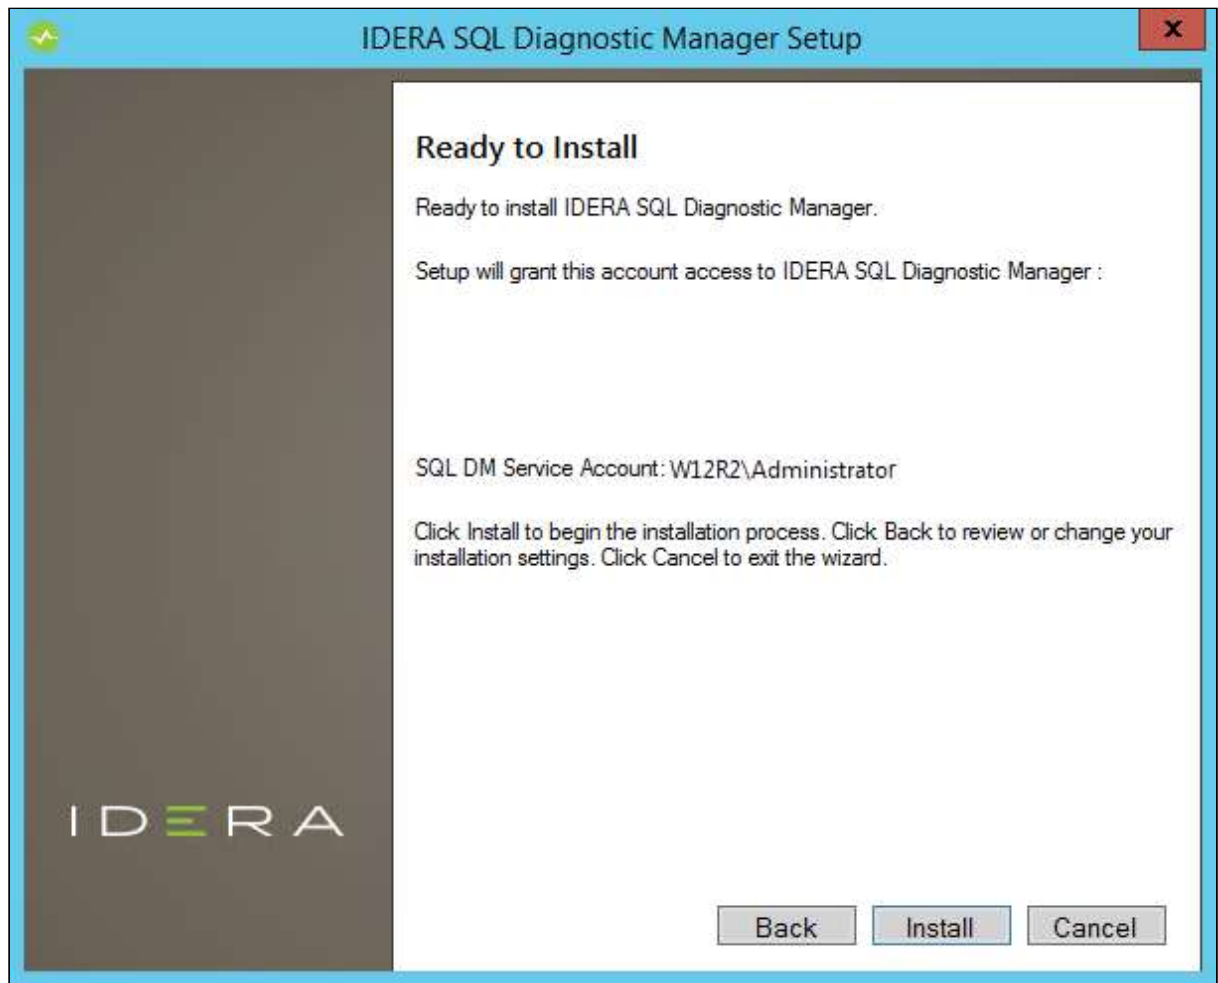 IDERA SQL Diagnostic Manager Setup
x
Ready to Install
Ready to install IDERA SQL Diagnostic Manager.
Setup will grant this account access to IDERA SQL Diagnostic Manager :
SQL DM Service Account: W12R2\Administrator
Click Install to begin the installation process. Click Back to review or change your
installation settings. Click Cancel to exit the wizard.
IDERA
Back Install Cancel